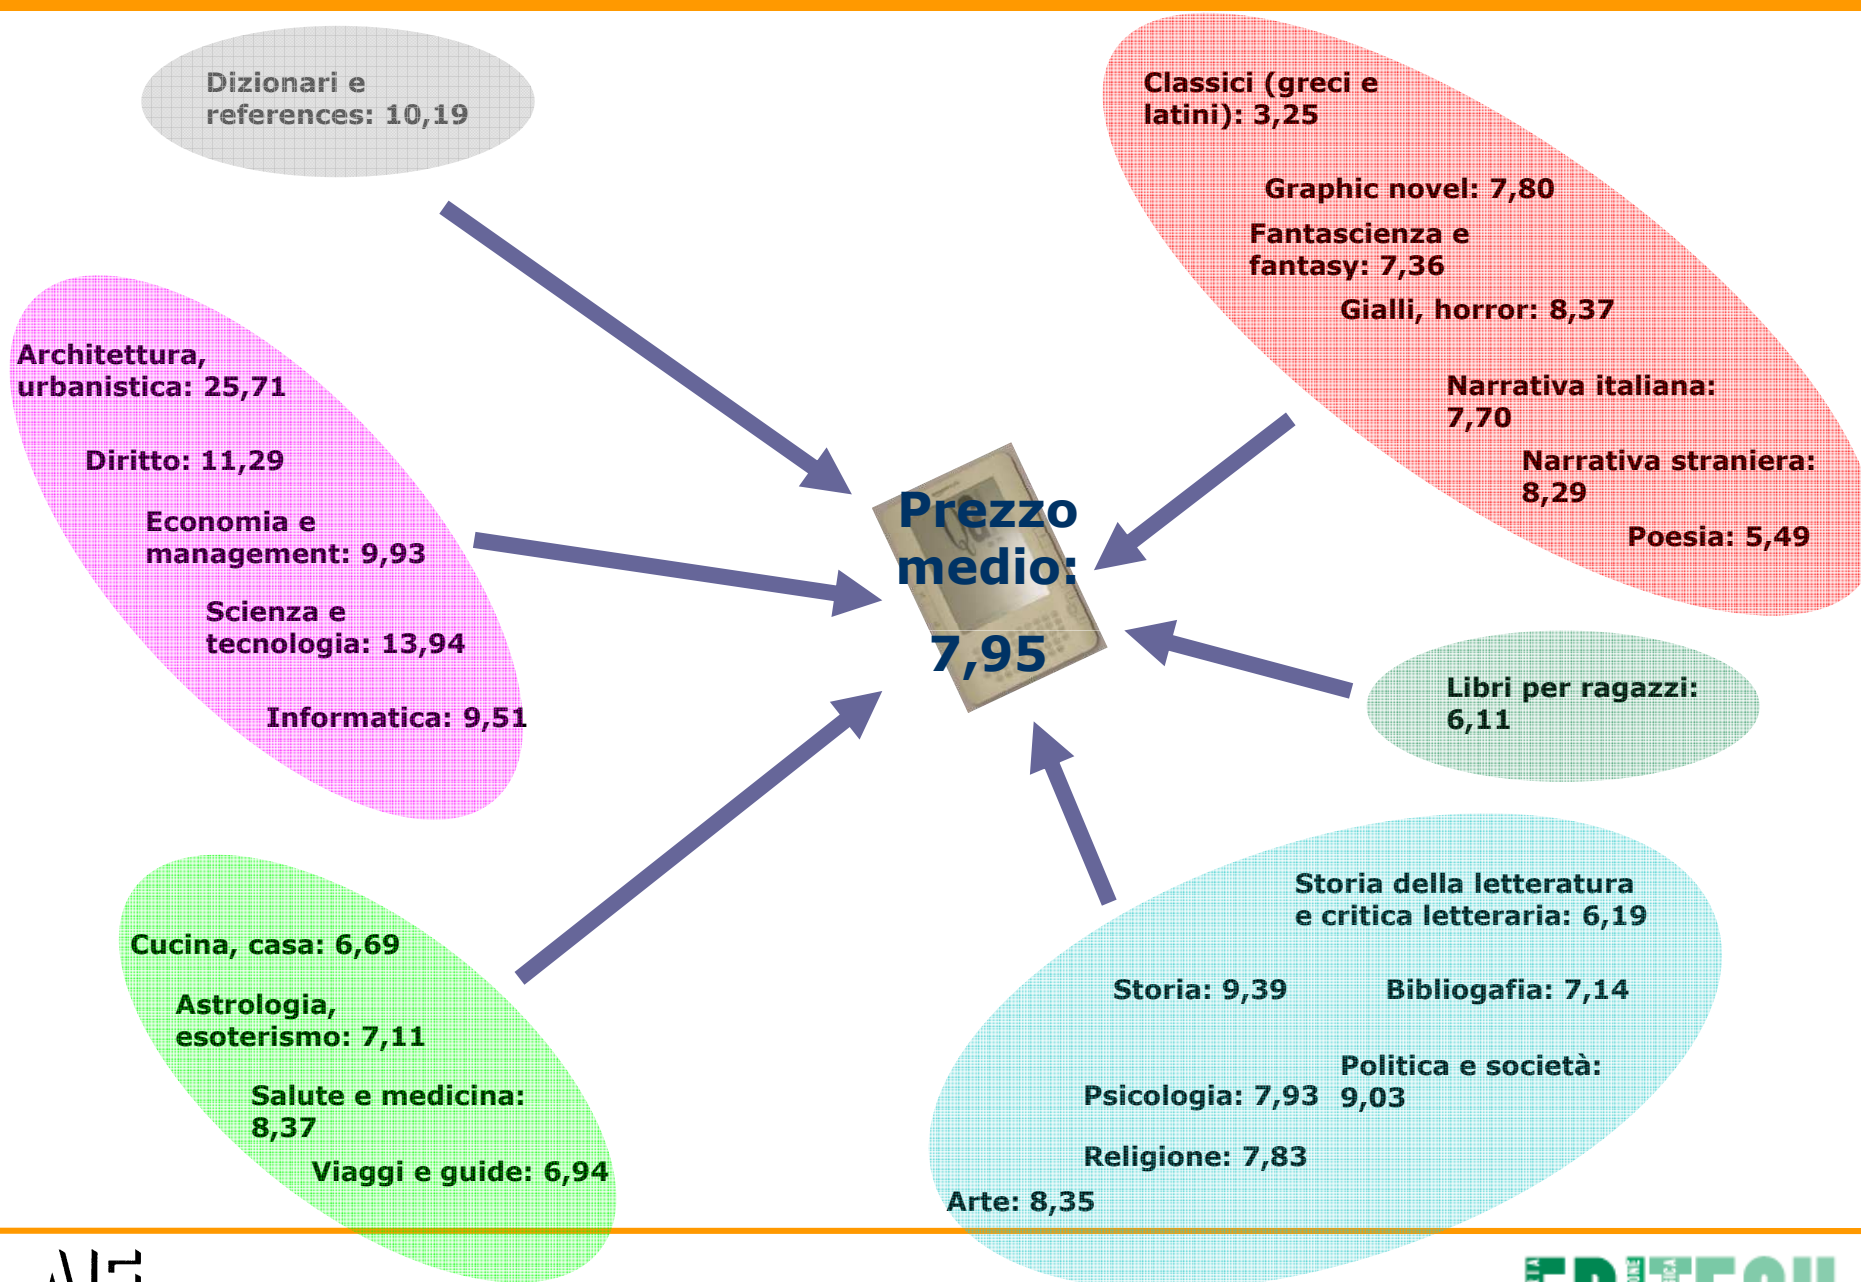 Dizionari e
references: 10,19
Classici (greci e
latini): 3,25
Graphic novel: 7,80
Fantascienza e
fantasy: 7,36
Gialli, horror: 8,37
Narrativa italiana:
7,70
Narrativa straniera:
8,29
Poesia: 5,49
Architettura,
urbanistica: 25,71
Diritto: 11,29
Economia e
management: 9,93
Scienza e
tecnologia: 13,94
Informatica: 9,51
Prezzo
medio:
7,95
Libri per ragazzi:
6,11
Cucina, casa: 6,69
Astrologia,
esoterismo: 7,11
Salute e medicina:
8,37
Viaggi e guide: 6,94
Storia della letteratura
e critica letteraria: 6,19
Storia: 9,39
Bibliogafia: 7,14
Politica e società:
9,03
Psicologia: 7,93
Religione: 7,83
Arte: 8,35